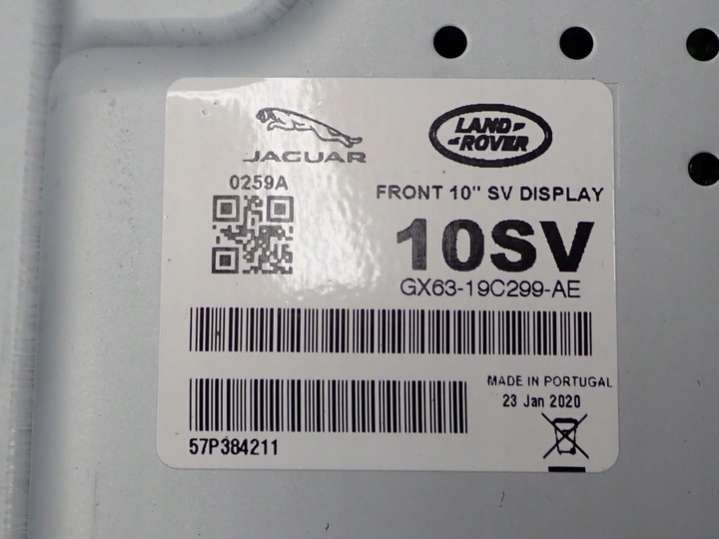 JAGUAR
LAND
ROVER
0259A
FRONT 10" SV DISPLAY
10SV
GX63-19C299-AE
MADE IN PORTUGAL
23 Jan 2020
57P384211